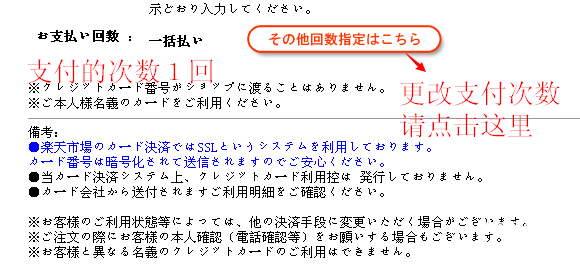 示どおり入力してください。
お支払い回数 : 一括払い
その他回数指定はこちら
支付的次数１回
※クレジットカード番号がショップに渡ることはありません。
※ご本人様名義のカードをご利用ください。
更改支付次数
请点击这里
備考:
●楽天市場のカード決済ではSSLというシステムを利用しております。
カード番号は暗号化されて送信されますのでご安心ください。
●当カード決済システム上、クレジットカード利用控は 発行しておりません。
●カード会社から送付されますご利用明細をご確認ください。
※お客様のご利用状態等によっては、他の決済手段に変更いただく場合がございます。
※ご注文の際にお客様の本人確認（電話確認等）をお願いする場合もございます。
※お客様と異なる名義のクレジットカードのご利用はできません。